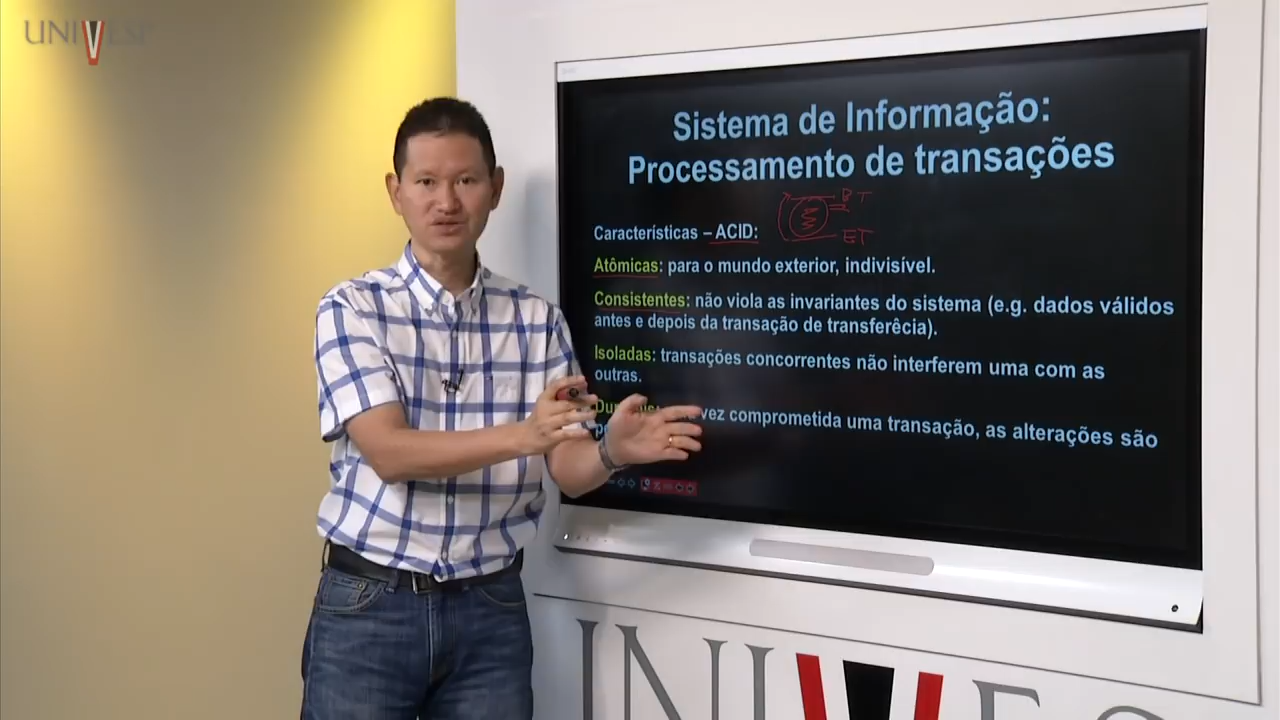 UNIVESP
Sistema de Informação:
Processamento de transações
BT
Características – ACID:
ET
Atômicas: para o mundo exterior, indivisível.
Consistentes: não viola as invariantes do sistema (e.g. dados válidos
antes e depois da transação de transferêcia).
Isoladas: transações concorrentes não interferem uma com as
outras.
vez comprometida uma transação, as alterações são
UNIVES